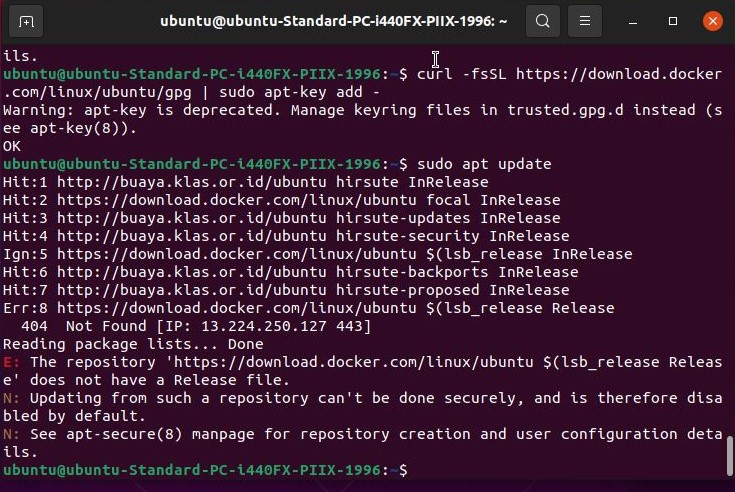 ubuntu@ubuntu-Standard-PC-i440FX-PIIX-1996: ~
ils.
ubuntu@ubuntu-Standard-PC-i440FX-PIIX-1996:~$ curl -fsSL https://download.docker
.com/linux/ubuntu/gpg | sudo apt-key add -
Warning: apt-key is deprecated. Manage keyring files in trusted.gpg.d instead (s
ee apt-key(8)).
OK
ubuntu@ubuntu-Standard-PC-i440FX-PIIX-1996:~$ sudo apt update
Hit:1 http://buaya.klas.or.id/ubuntu hirsute InRelease
Hit:2 https://download.docker.com/linux/ubuntu focal InRelease
Hit:3 http://buaya.klas.or.id/ubuntu hirsute-updates InRelease
Hit:4 http://buaya.klas.or.id/ubuntu hirsute-security InRelease
Ign:5 https://download.docker.com/linux/ubuntu $(lsb_release InRelease
Hit:6 http://buaya.klas.or.id/ubuntu hirsute-backports InRelease
Hit:7 http://buaya.klas.or.id/ubuntu hirsute-proposed InRelease
Err:8 https://download.docker.com/linux/ubuntu $(lsb_release Release
  404  Not Found [IP: 13.224.250.127 443]
Reading package lists... Done
E: The repository 'https://download.docker.com/linux/ubuntu $(lsb_release Releas
e' does not have a Release file.
N: Updating from such a repository can't be done securely, and is therefore disa
bled by default.
N: See apt-secure(8) manpage for repository creation and user configuration deta
ils.
ubuntu@ubuntu-Standard-PC-i440FX-PIIX-1996:~$